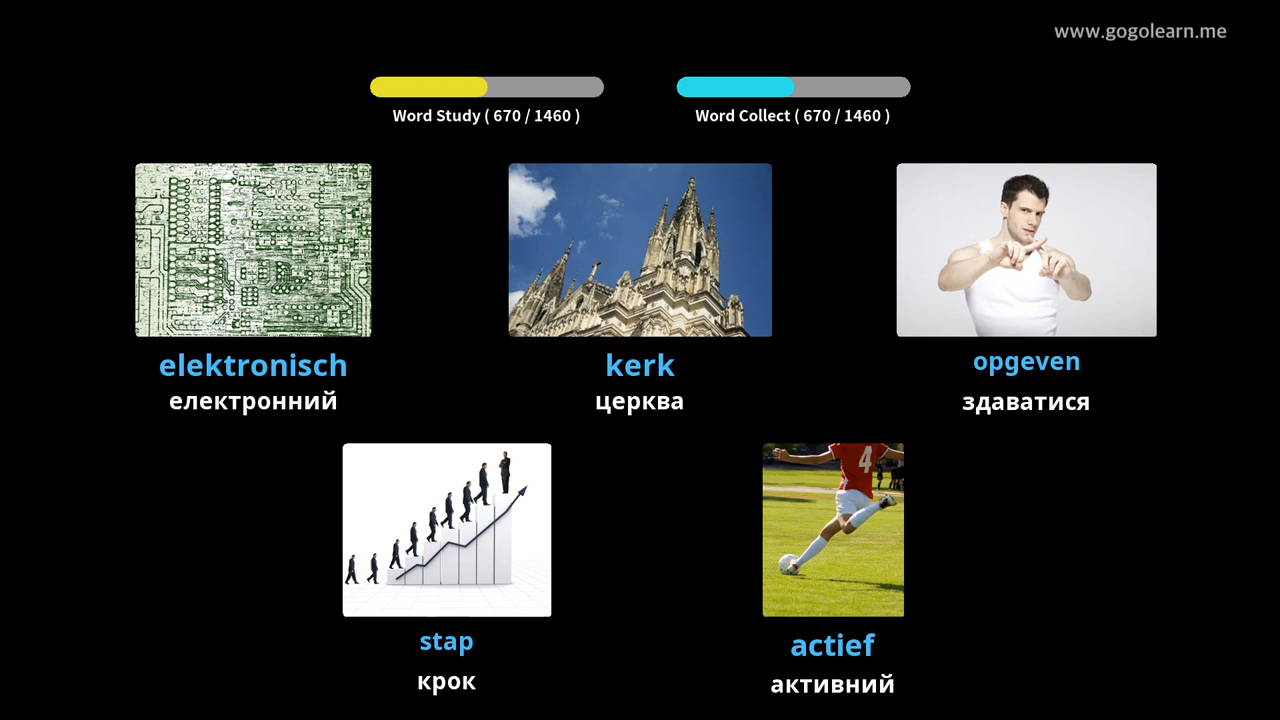 www.gogolearn.me
Word Study ( 670 / 1460 )
Word Collect ( 670 / 1460 )
elektronisch
електронний
kerk
церква
opgeven
здаватися
4
stap
крок
actief
активний